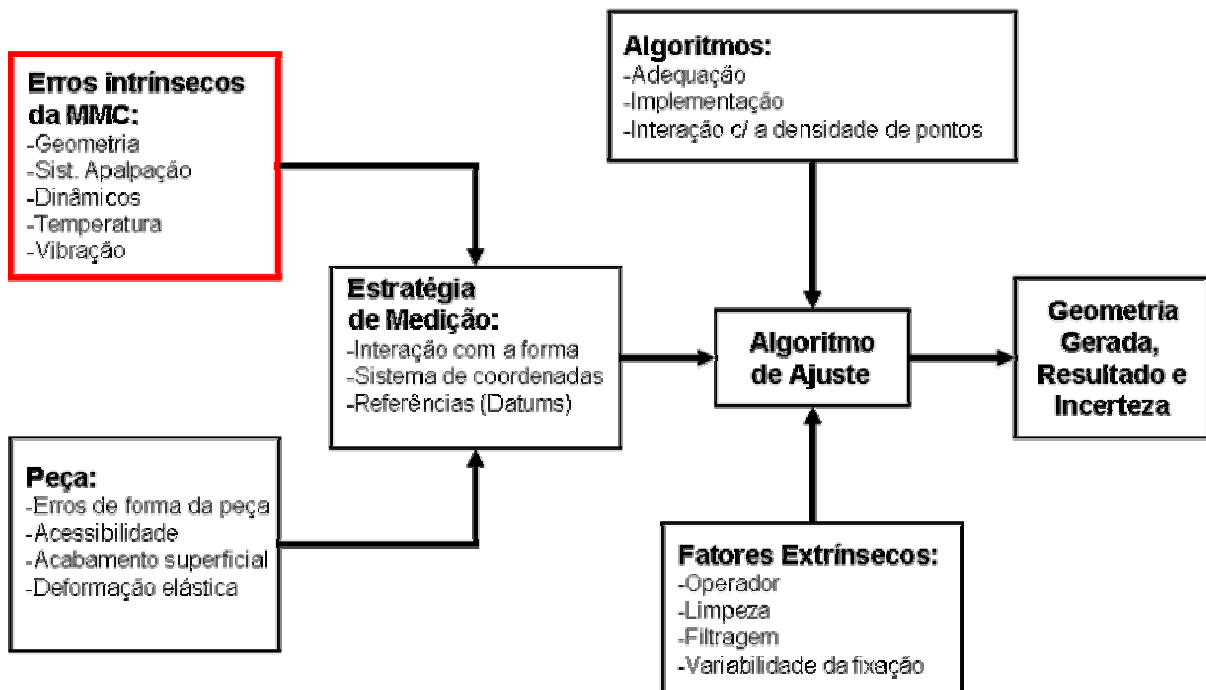 Erros intrínsecos
da MMC:
-Geometria
-Sist. Apalpação
-Dinâmicos
-Temperatura
-Vibração
Peça:
-Erros de forma da peça
-Acessibilidade
-Acabamento superficial
-Deformação elástica
Estratégia
de Medição:
-Interação com a forma
-Sistema de coordenadas
-Referências (Datums)
Algoritmos:
-Adequação
-Implementação
-Interação c/ a densidade de pontos
Algoritmo
de Ajuste
Fatores Extrínsecos:
-Operador
-Limpeza
-Filtragem
-Variabilidade da fixação
Geometria
Gerada,
Resultado e
Incerteza